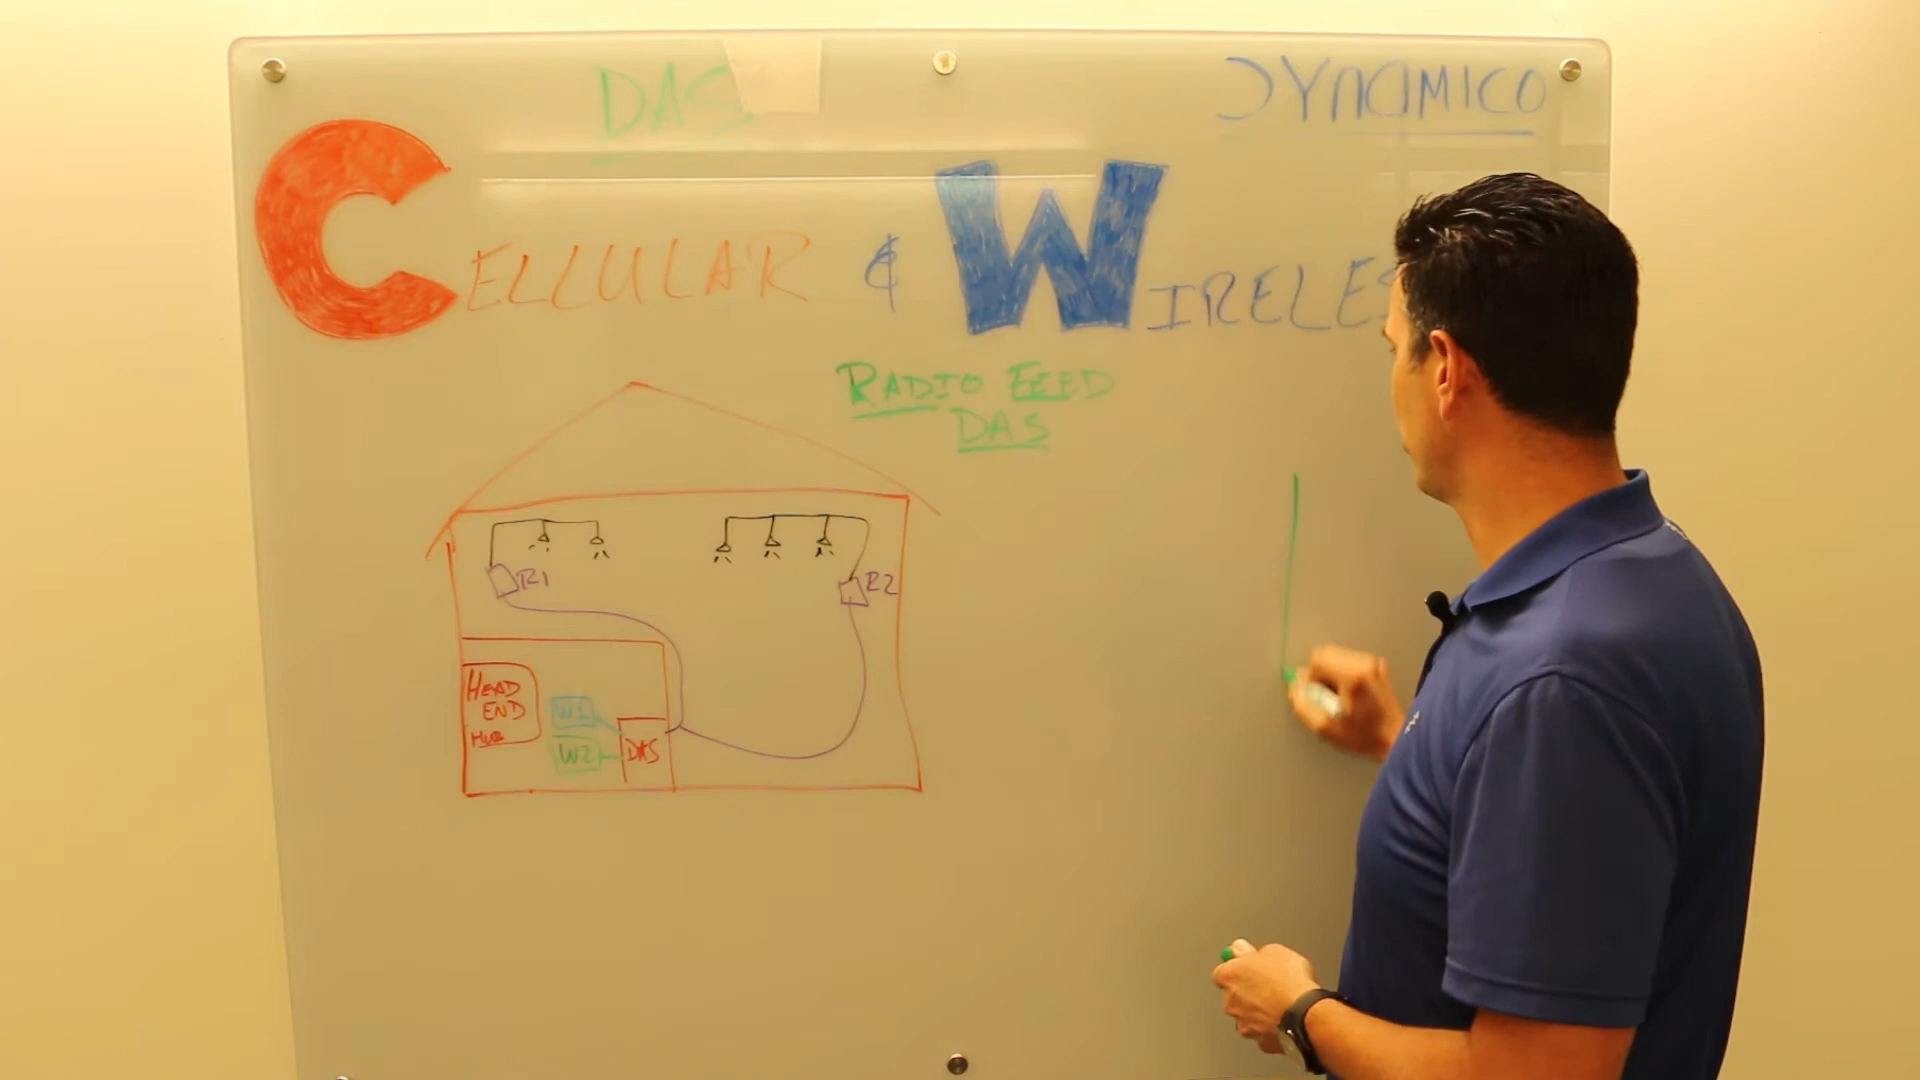 DAS
DYNAMICO
CELLULAR & WIRELES
RADIO FEED
DAS
R1
R2
HEAD
END
HUB
W1
W2
DAS